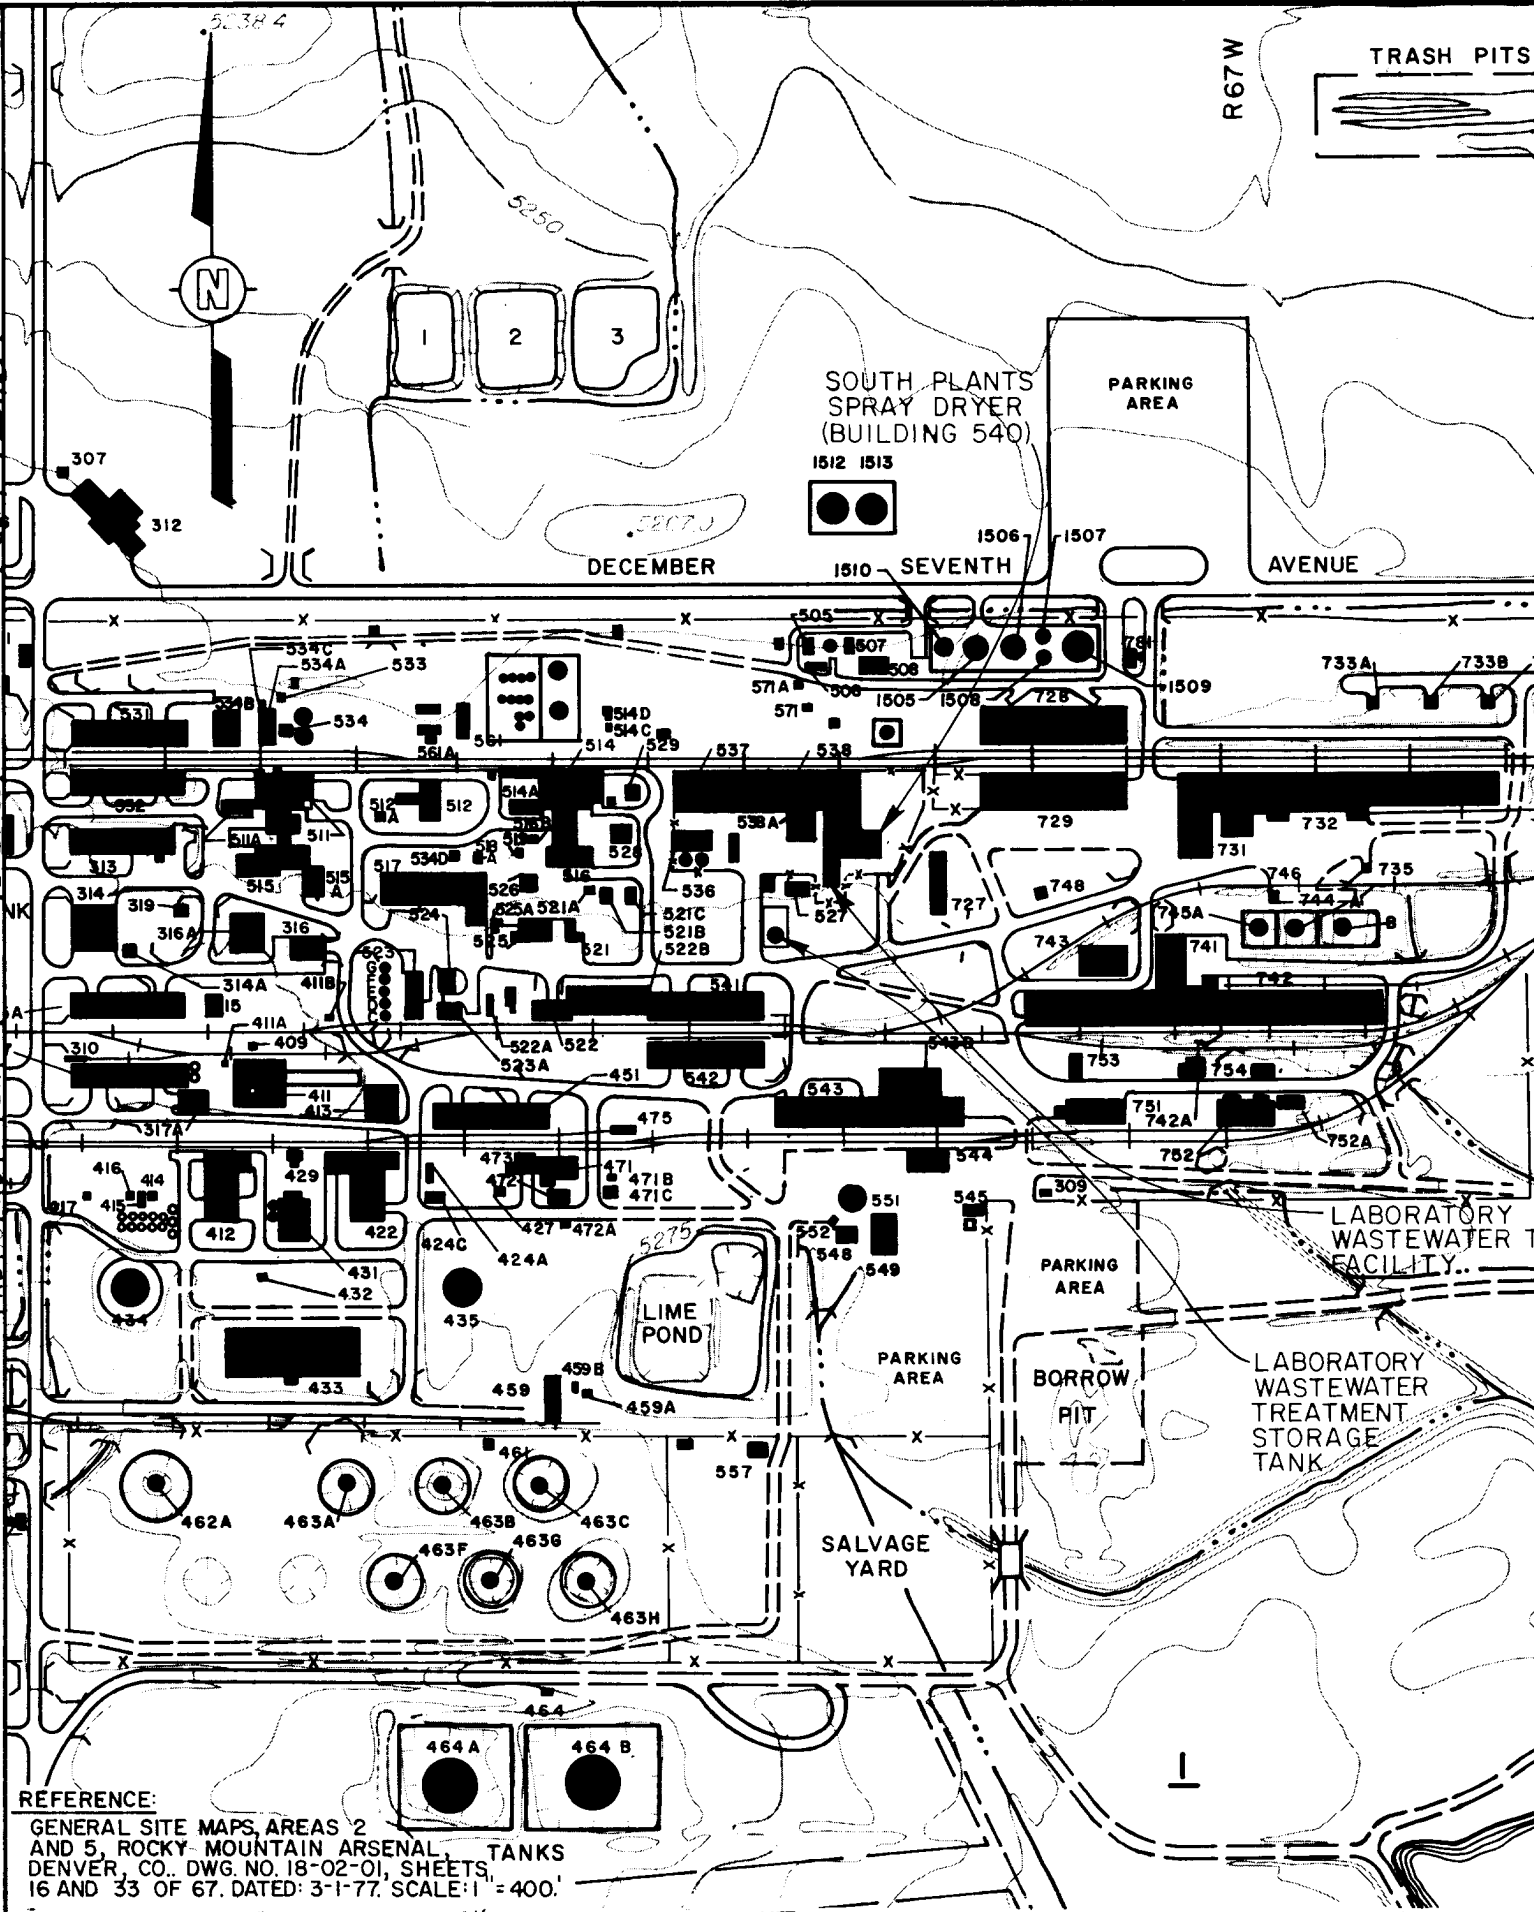 5238.4
R67W
TRASH PITS
5250
N
1
2
3
SOUTH PLANTS
SPRAY DRYER
(BUILDING 540)
PARKING
AREA
307
312
1512 1513
1506
1507
DECEMBER
SEVENTH
AVENUE
1510
505
507
508
506
781
534C
534A
533
571A
571
1505
1508
728
1509
733A
733B
531
534B
534
561A
561
514D
514C
514
529
537
538
532
511A
511
512
A
512
514A
538A
729
732
731
313
515
515
A
534D
518
A
517
516
528
536
526
527
727
748
746
735
744
A
745A
B
314
NK
319
316A
316
524
525A
521A
525
521
521C
521B
522B
743
741
742
523
314A
411B
541
411A
409
310
522A
522
523A
542
543B
543
753
754
411
413
317A
451
475
751
742A
752
752A
416
414
415
417
429
473
472
471
471B
471C
544
412
422
427
472A
424C
424A
551
545
309
552
548
549
431
432
434
435
5275
LIME
POND
LABORATORY
WASTEWATER T
FACILITY
PARKING
AREA
433
459
459B
459A
PARKING
AREA
BORROW
PIT
LABORATORY
WASTEWATER
TREATMENT
STORAGE
TANK
461
557
462A
463A
463B
463C
463F
463G
463H
SALVAGE
YARD
464
464A
464B
1
TANKS
REFERENCE:
GENERAL SITE MAPS, AREAS 2
AND 5, ROCKY MOUNTAIN ARSENAL,
DENVER, CO.. DWG. NO. 18-02-01, SHEETS
16 AND 33 OF 67. DATED: 3-1-77. SCALE: 1" = 400.'